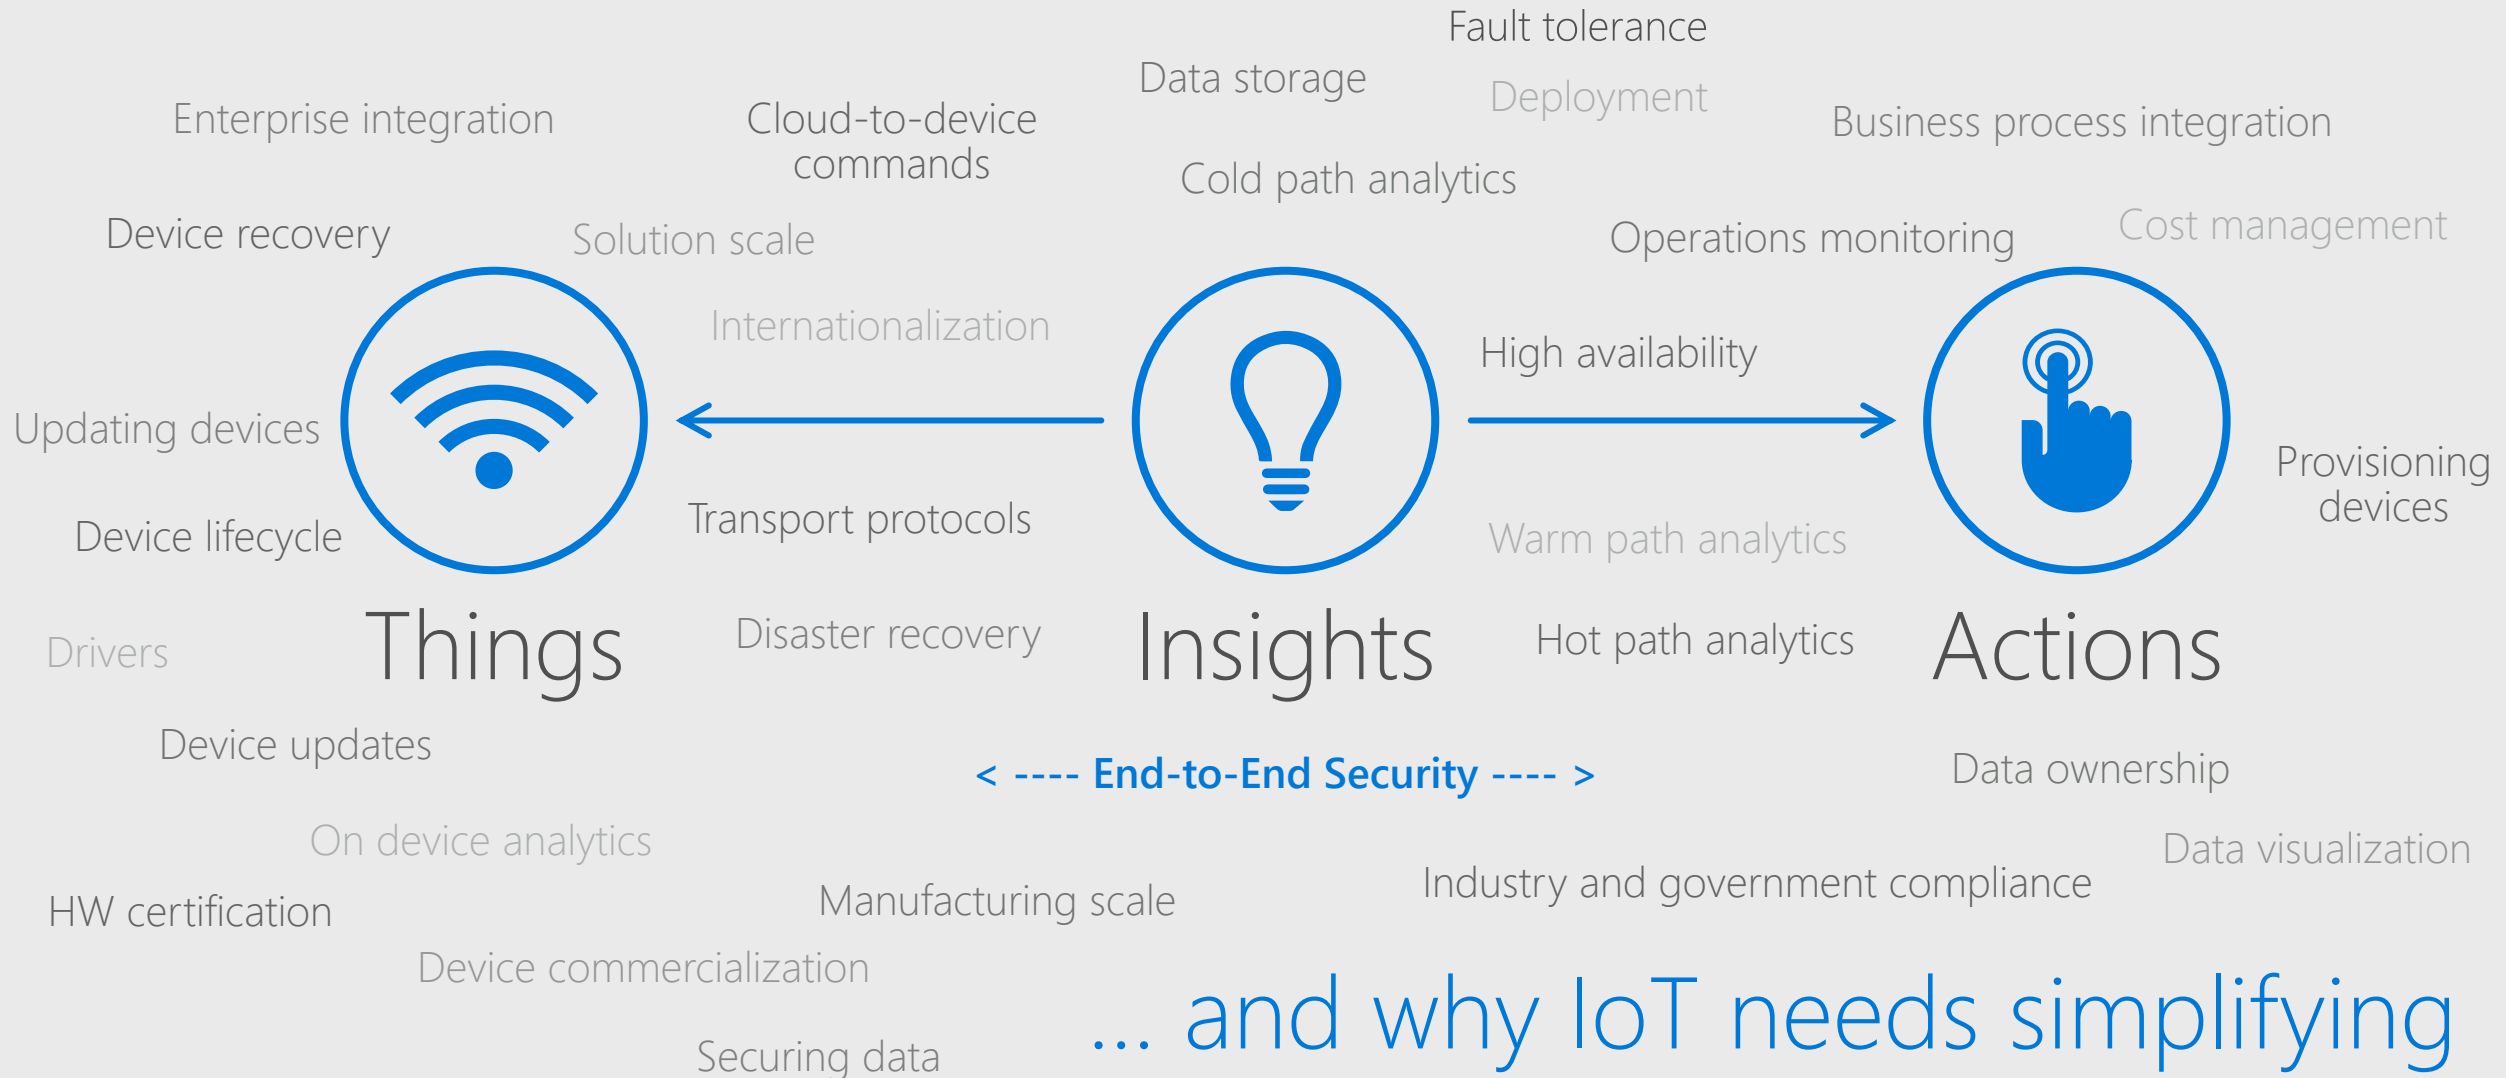 Fault tolerance
Data storage
Deployment
Enterprise integration
Cloud-to-device
commands
Business process integration
Cold path analytics
Device recovery
Solution scale
Operations monitoring
Cost management
Internationalization
High availability
Updating devices
Provisioning
devices
Transport protocols
Device lifecycle
Warm path analytics
Things
Insights
Actions
Drivers
Disaster recovery
Hot path analytics
Device updates
< ---- End-to-End Security ---- >
Data ownership
On device analytics
Data visualization
HW certification
Manufacturing scale
Industry and government compliance
Device commercialization
... and why IoT needs simplifying
Securing data